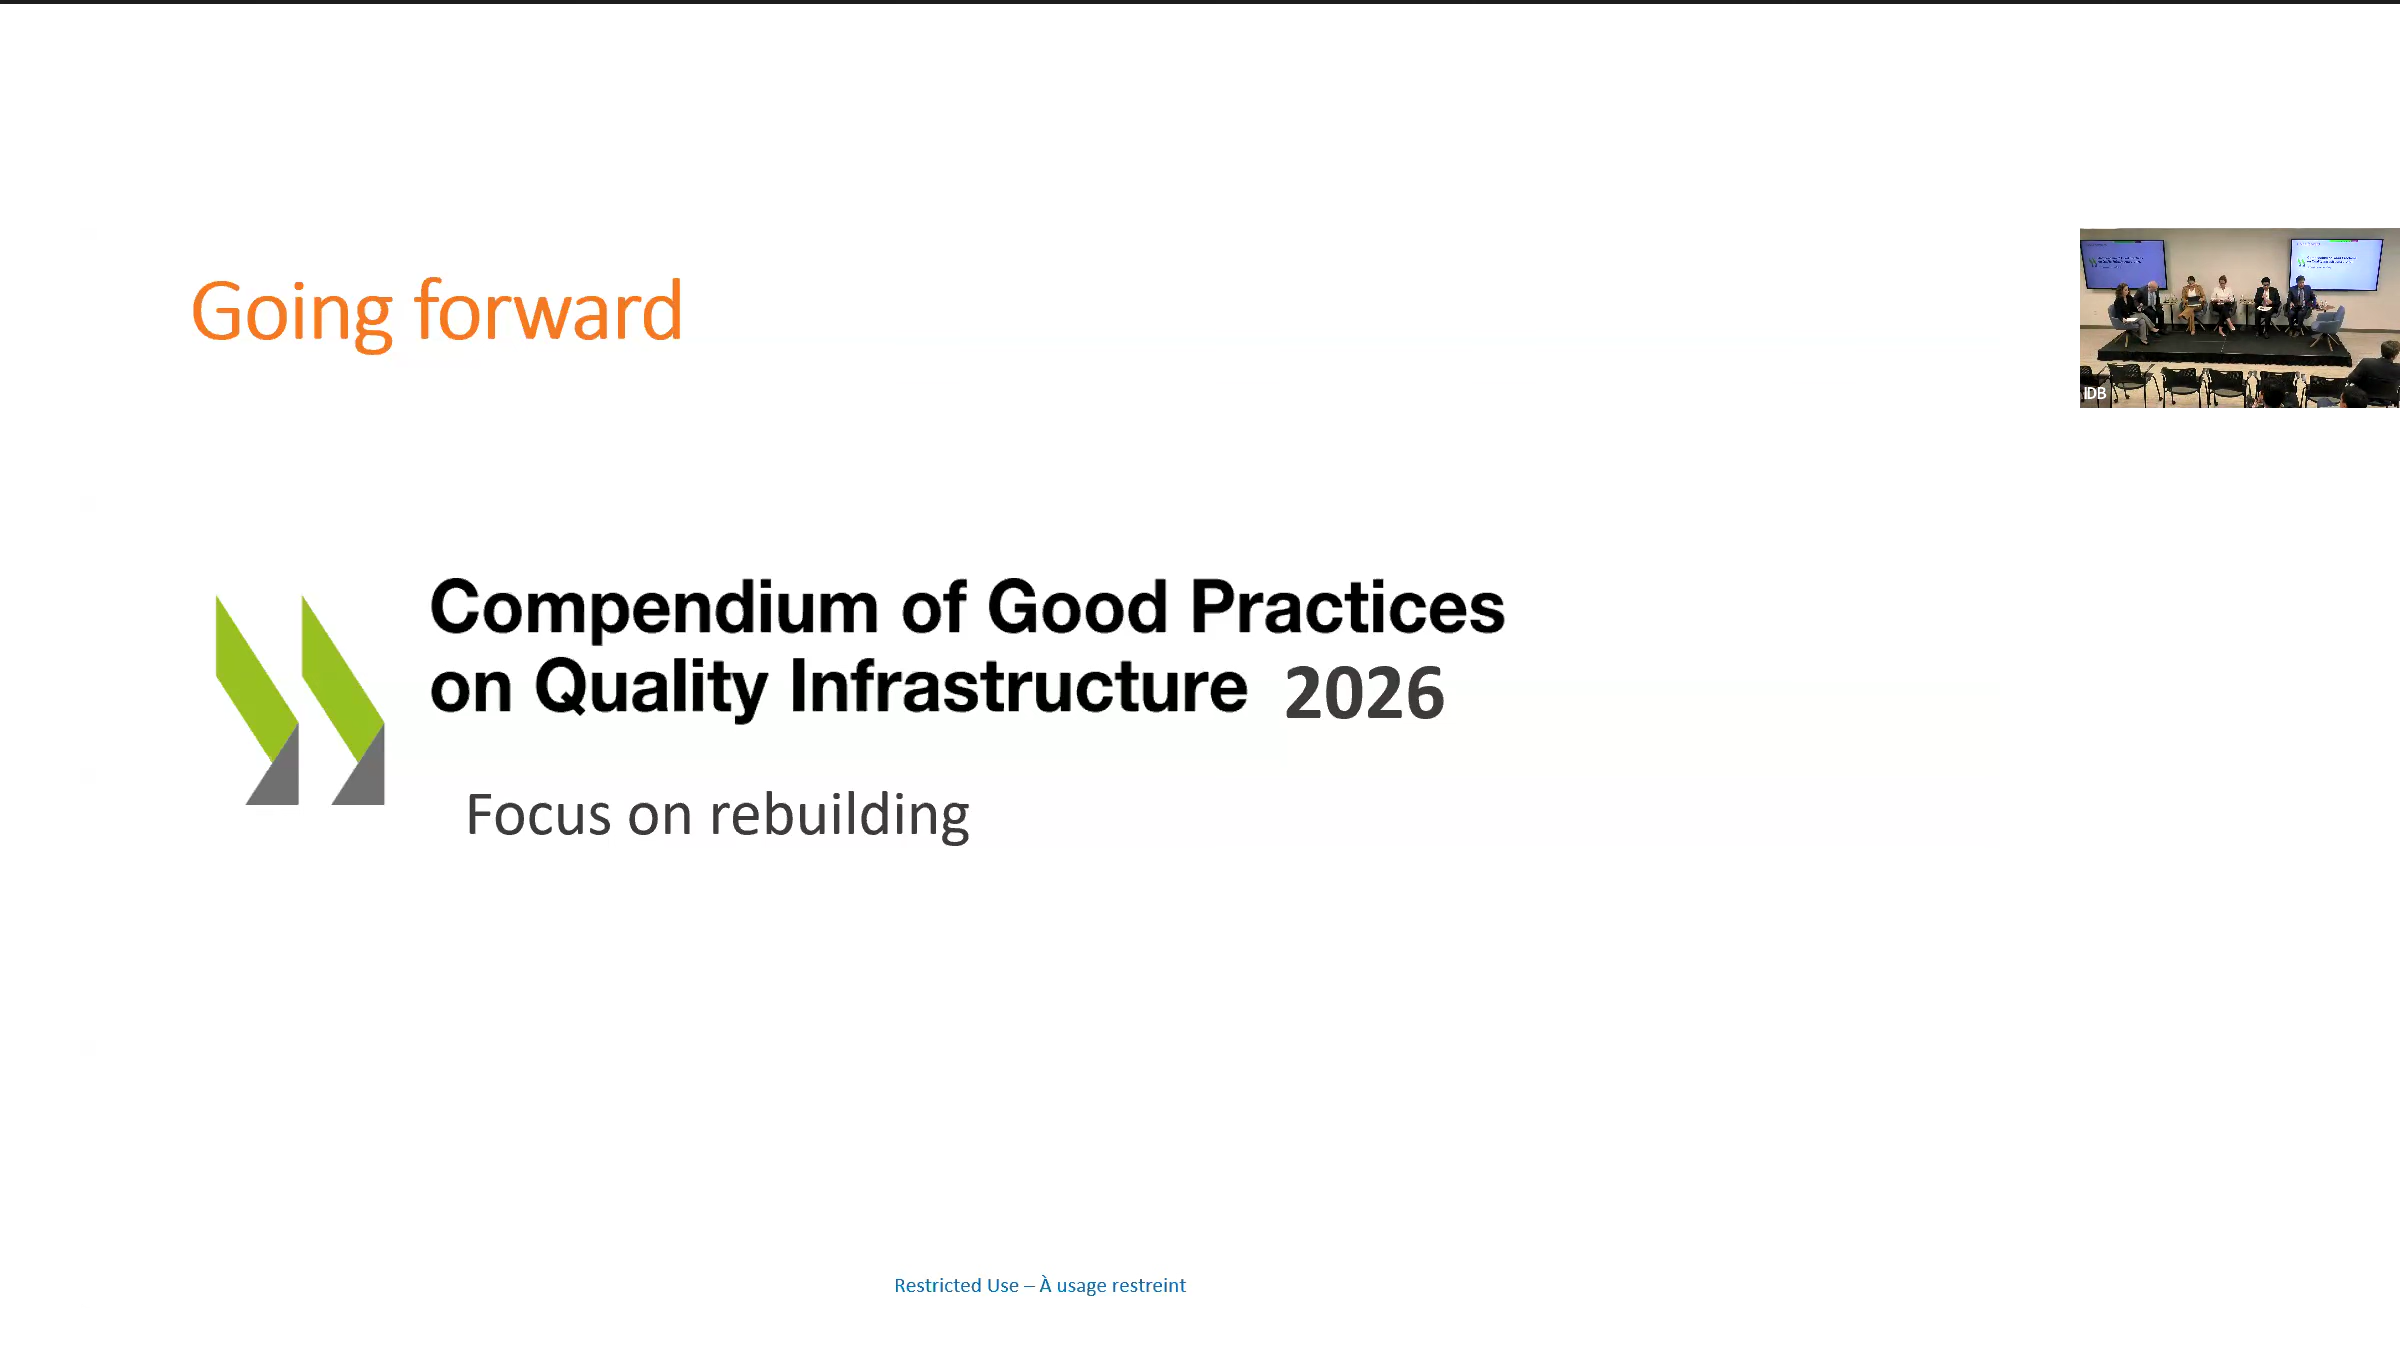 Going forward
Compendium of Good Practices
on Quality Infrastructure 2026
Focus on rebuilding
IDB
Restricted Use – À usage restreint